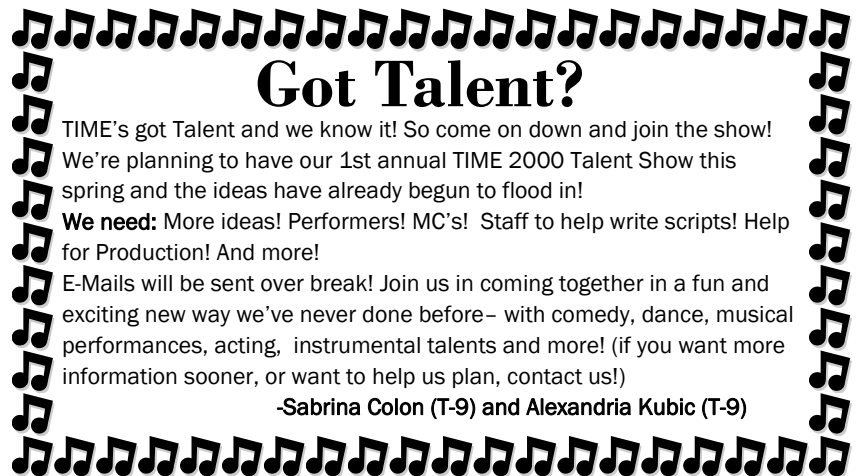 Got Talent?
TIME’s got Talent and we know it! So come on down and join the show!
We’re planning to have our 1st annual TIME 2000 Talent Show this
spring and the ideas have already begun to flood in!
We need: More ideas! Performers! MC’s!  Staff to help write scripts! Help
for Production! And more!
E-Mails will be sent over break! Join us in coming together in a fun and
exciting new way we’ve never done before– with comedy, dance, musical
performances, acting,  instrumental talents and more! (if you want more
information sooner, or want to help us plan, contact us!)
-Sabrina Colon (T-9) and Alexandria Kubic (T-9)